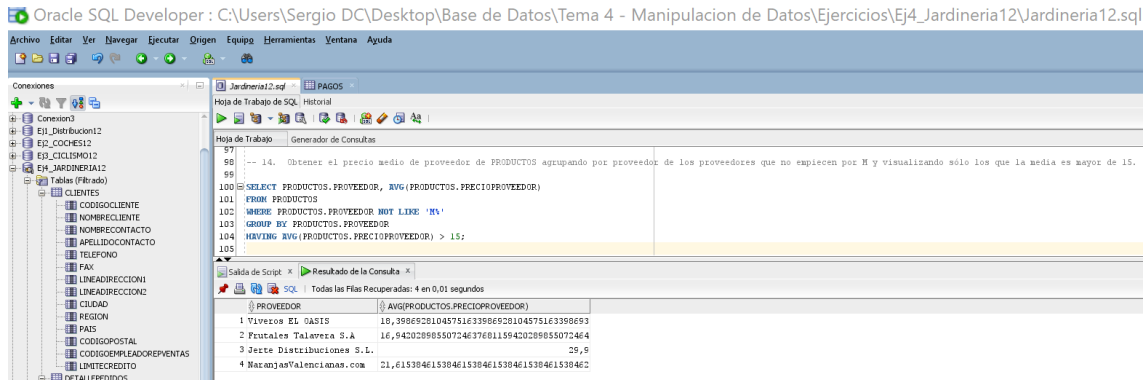 Oracle SQL Developer : C:\Users\Sergio DC\Desktop\Base de Datos\Tema 4 - Manipulacion de Datos\Ejercicios\Ej4_Jardineria12\Jardineria12.sql
Archivo Editar Ver Navegar Ejecutar Origen Equipo Herramientas Ventana Ayuda
Conexiones
Conexion3
Ej1_Distribucion12
Ej2_COCHES12
Ej3_CICLISMO12
Ej4_JARDINERIA12
Tablas (Filtrado)
CLIENTES
CODIGOCLIENTE
NOMBRECLIENTE
NOMBRECONTACTO
APELLIDOCONTACTO
TELEFONO
FAX
LINEADIRECCION1
LINEADIRECCION2
CIUDAD
REGION
PAIS
CODIGOPOSTAL
CODIGOEMPLEADOREPVENTAS
LIMITECREDITO
DETALLEPEDIDOS
Jardineria12.sql PAGOS
Hoja de Trabajo de SQL Historial
Hoja de Trabajo Generador de Consultas
97
98 -- 14. Obtener el precio medio de proveedor de PRODUCTOS agrupando por proveedor de los proveedores que no empiecen por M y visualizando sólo los que la media es mayor de 15.
99
100 SELECT PRODUCTOS.PROVEEDOR, AVG(PRODUCTOS.PRECIOPROVEEDOR)
101 FROM PRODUCTOS
102 WHERE PRODUCTOS.PROVEEDOR NOT LIKE 'M%'
103 GROUP BY PRODUCTOS.PROVEEDOR
104 HAVING AVG(PRODUCTOS.PRECIOPROVEEDOR) > 15;
105
Salida de Script Resultado de la Consulta
SQL | Todas las Filas Recuperadas: 4 en 0,01 segundos
PROVEEDOR AVG(PRODUCTOS.PRECIOPROVEEDOR)
1 Viveros EL OASIS 18,3986928104575163398692810457516339869​3
2 Frutales Talavera S.A 16,9420289855072463768115942028985507246​4
3 Jerte Distribuciones S.L. 29,9
4 NaranjasValencianas.com 21,6153846153846153846153846153846153846​2